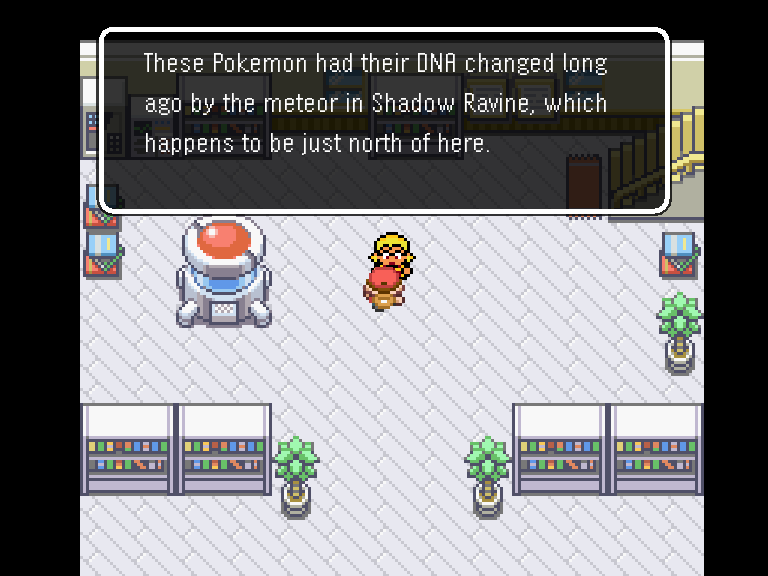 These Pokemon had their DNA changed long
ago by the meteor in Shadow Ravine, which
happens to be just north of here.